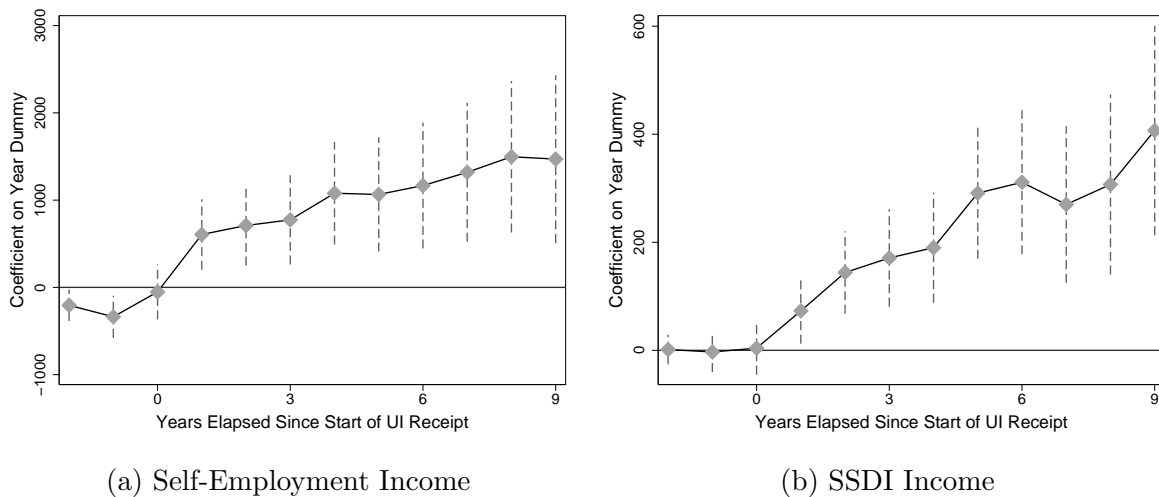 Coefficient on Year Dummy
3000
2000
1000
0
−1000
0 3 6 9
Years Elapsed Since Start of UI Receipt
(a) Self-Employment Income
Coefficient on Year Dummy
600
400
200
0
0 3 6 9
Years Elapsed Since Start of UI Receipt
(b) SSDI Income